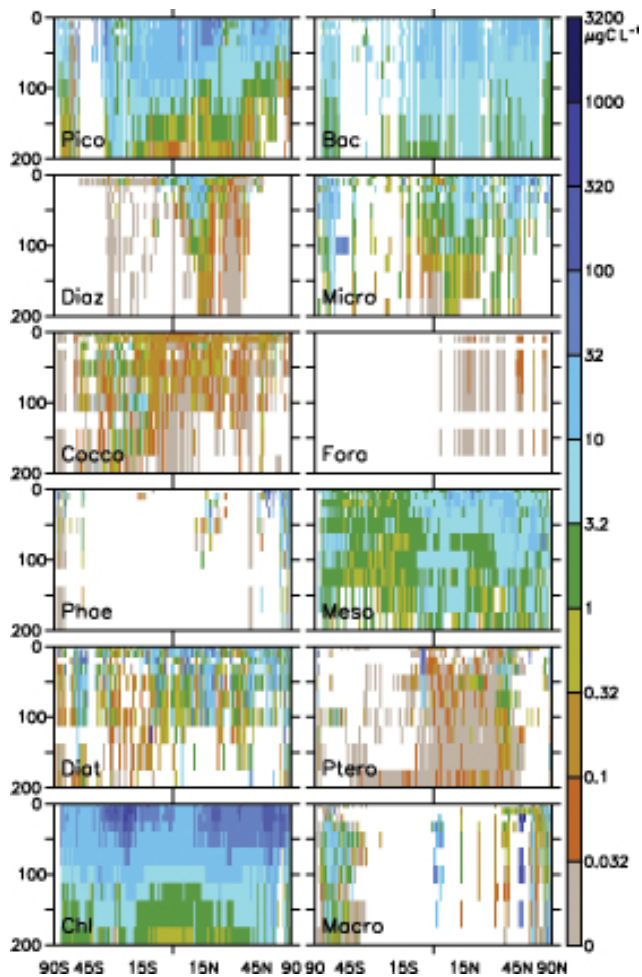 0 3200
µgC L⁻¹
100 1000
Pico Bac
200 320
0
100 100
Diaz Micro
200
0 32
100
Cocco Fora 10
200
0
3.2
100
Phae Meso 1
200
0
0.32
100
Diat Ptero 0.1
200
0
0.032
100
Chl Macro
200 0
90S 45S 15S 15N 45N 90 90 45S 15S 15N 45N 90N